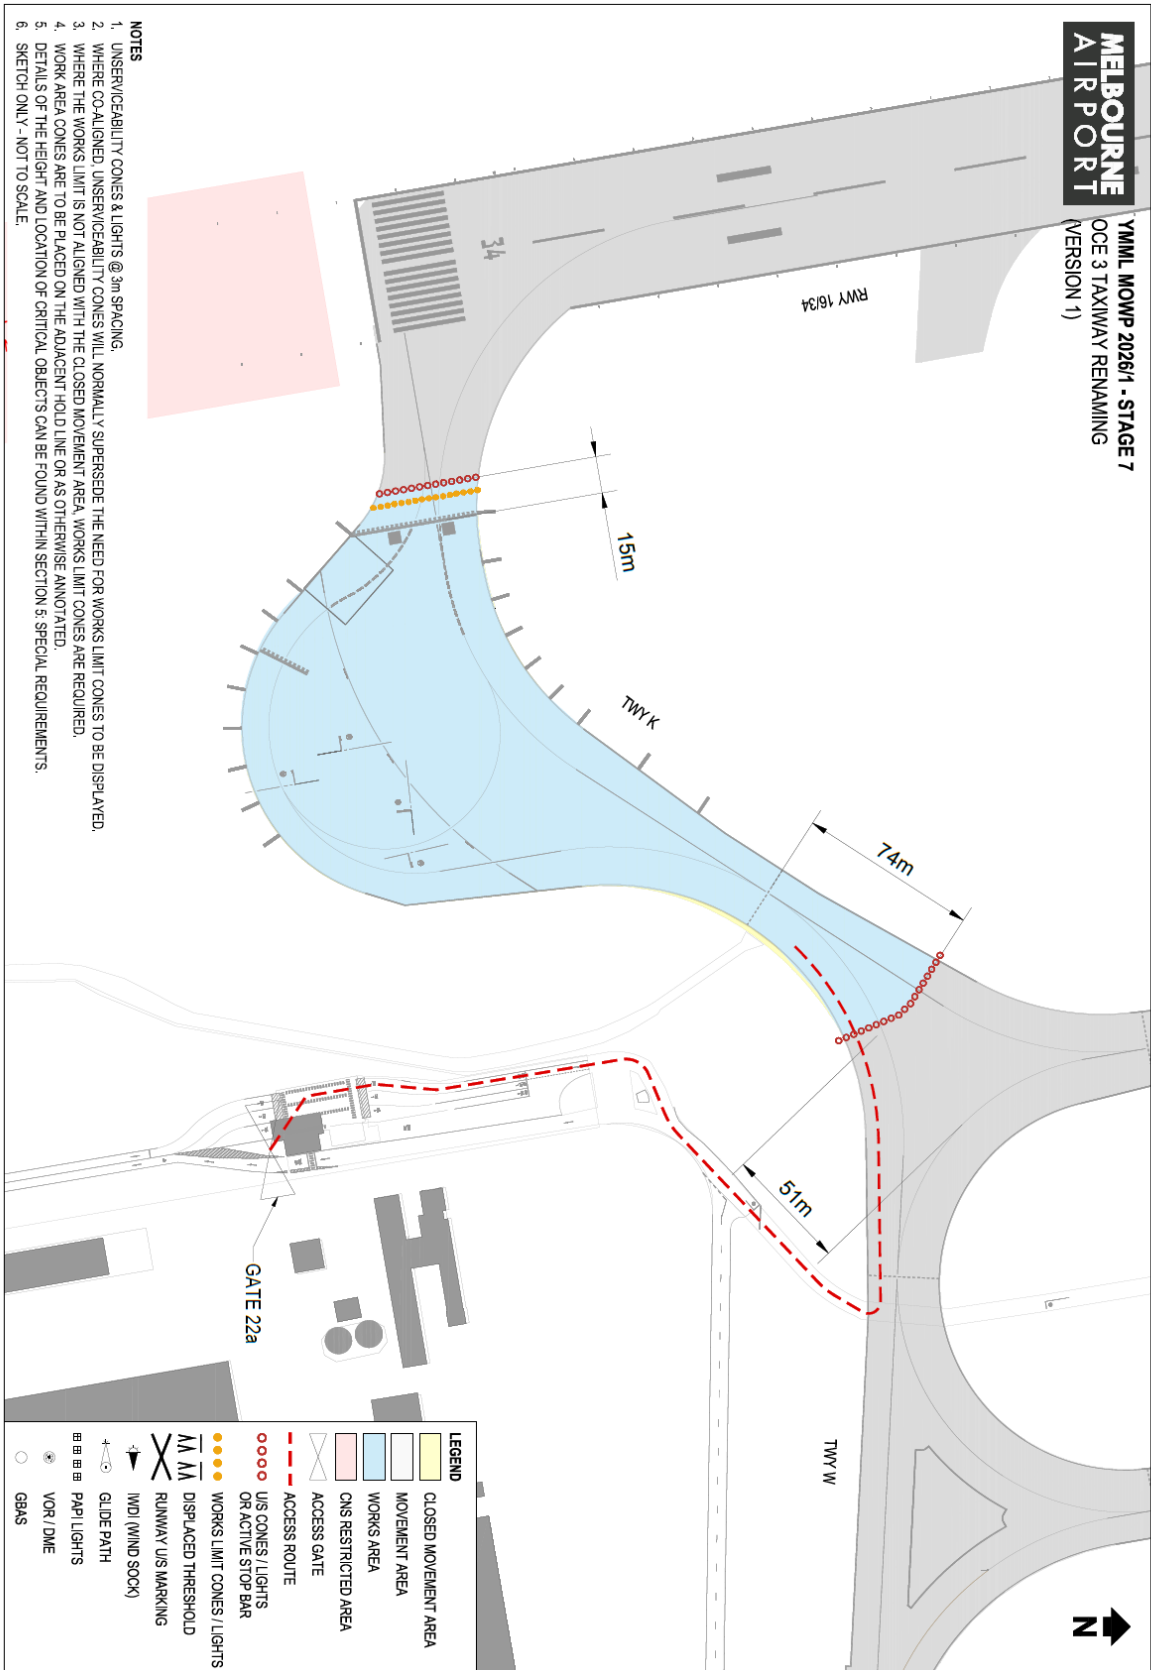 MELBOURNE
AIRPORT
YMML MOWP 2026/1 - STAGE 7
OCE 3 TAXIWAY RENAMING
(VERSION 1)
34
RWY 16/34
15m
TWY K
74m
51m
TWY W
GATE 22a
N
NOTES
1. UNSERVICEABILITY CONES & LIGHTS @ 3m SPACING.
2. WHERE CO-ALIGNED, UNSERVICEABILITY CONES WILL NORMALLY SUPERSEDE THE NEED FOR WORKS LIMIT CONES TO BE DISPLAYED.
3. WHERE THE WORKS LIMIT IS NOT ALIGNED WITH THE CLOSED MOVEMENT AREA, WORKS LIMIT CONES ARE REQUIRED.
4. WORK AREA CONES ARE TO BE PLACED ON THE ADJACENT HOLD LINE OR AS OTHERWISE ANNOTATED.
5. DETAILS OF THE HEIGHT AND LOCATION OF CRITICAL OBJECTS CAN BE FOUND WITHIN SECTION 5: SPECIAL REQUIREMENTS.
6. SKETCH ONLY - NOT TO SCALE.
LEGEND
CLOSED MOVEMENT AREA
MOVEMENT AREA
WORKS AREA
CNS RESTRICTED AREA
ACCESS GATE
ACCESS ROUTE
U/S CONES / LIGHTS
OR ACTIVE STOP BAR
WORKS LIMIT CONES / LIGHTS
DISPLACED THRESHOLD
RUNWAY U/S MARKING
IWDI (WIND SOCK)
GLIDE PATH
PAPI LIGHTS
VOR / DME
GBAS